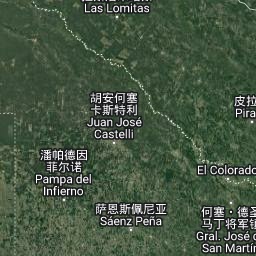 Las Lomitas
胡安何塞
卡斯特利
Juan José
Castelli
皮拉
Pira
潘帕德因
菲尔诺
Pampa del
Infierno
El Colorado
萨恩斯佩尼亚
Sáenz Peña
何塞·德圣
马丁将军镇
Gral. José d
San Martin